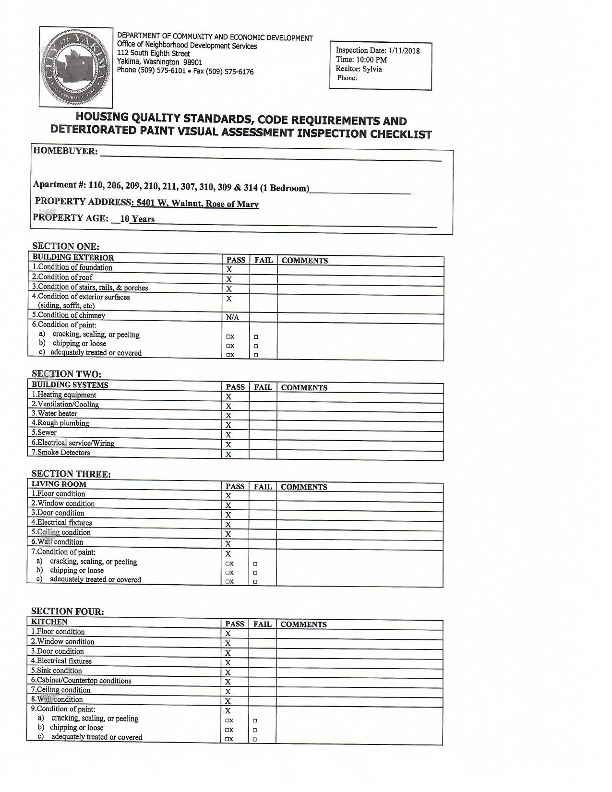 CITY OF YAKIMA
DEPARTMENT OF COMMUNITY AND ECONOMIC DEVELOPMENT
Office of Neighborhood Development Services
112 South Eighth Street
Yakima, Washington 98901
Phone (509) 575-6101 • Fax (509) 575-6176
Inspection Date: 1/11/2018
Time: 10:00 PM
Realtor: Sylvia
Phone:
HOUSING QUALITY STANDARDS, CODE REQUIREMENTS AND
DETERIORATED PAINT VISUAL ASSESSMENT INSPECTION CHECKLIST
HOMEBUYER:
Apartment #: 110, 206, 209, 210, 211, 307, 310, 309 & 314 (1 Bedroom)
PROPERTY ADDRESS: 5401 W. Walnut, Rose of Mary
PROPERTY AGE: 10 Years
SECTION ONE:
BUILDING EXTERIOR PASS FAIL COMMENTS
1.Condition of foundation X
2.Condition of roof X
3.Condition of stairs, rails, & porches X
4.Condition of exterior surfaces X
(siding, soffit, etc)
5.Condition of chimney N/A
6.Condition of paint:
a) cracking, scaling, or peeling □X □
b) chipping or loose □X □
c) adequately treated or covered □X □
SECTION TWO:
BUILDING SYSTEMS PASS FAIL COMMENTS
1.Heating equipment X
2.Ventilation/Cooling X
3.Water heater X
4.Rough plumbing X
5.Sewer X
6.Electrical service/Wiring X
7.Smoke Detectors X
SECTION THREE:
LIVING ROOM PASS FAIL COMMENTS
1.Floor condition X
2.Window condition X
3.Door condition X
4.Electrical fixtures X
5.Ceiling condition X
6.Wall condition X
7.Condition of paint: X
a) cracking, scaling, or peeling □X □
b) chipping or loose □X □
c) adequately treated or covered □X □
SECTION FOUR:
KITCHEN PASS FAIL COMMENTS
1.Floor condition X
2.Window condition X
3.Door condition X
4.Electrical fixtures X
5.Sink condition X
6.Cabinet/Countertop conditions X
7.Ceiling condition X
8.Wall condition X
9.Condition of paint: X
a) cracking, scaling, or peeling □X □
b) chipping or loose □X □
c) adequately treated or covered □X □